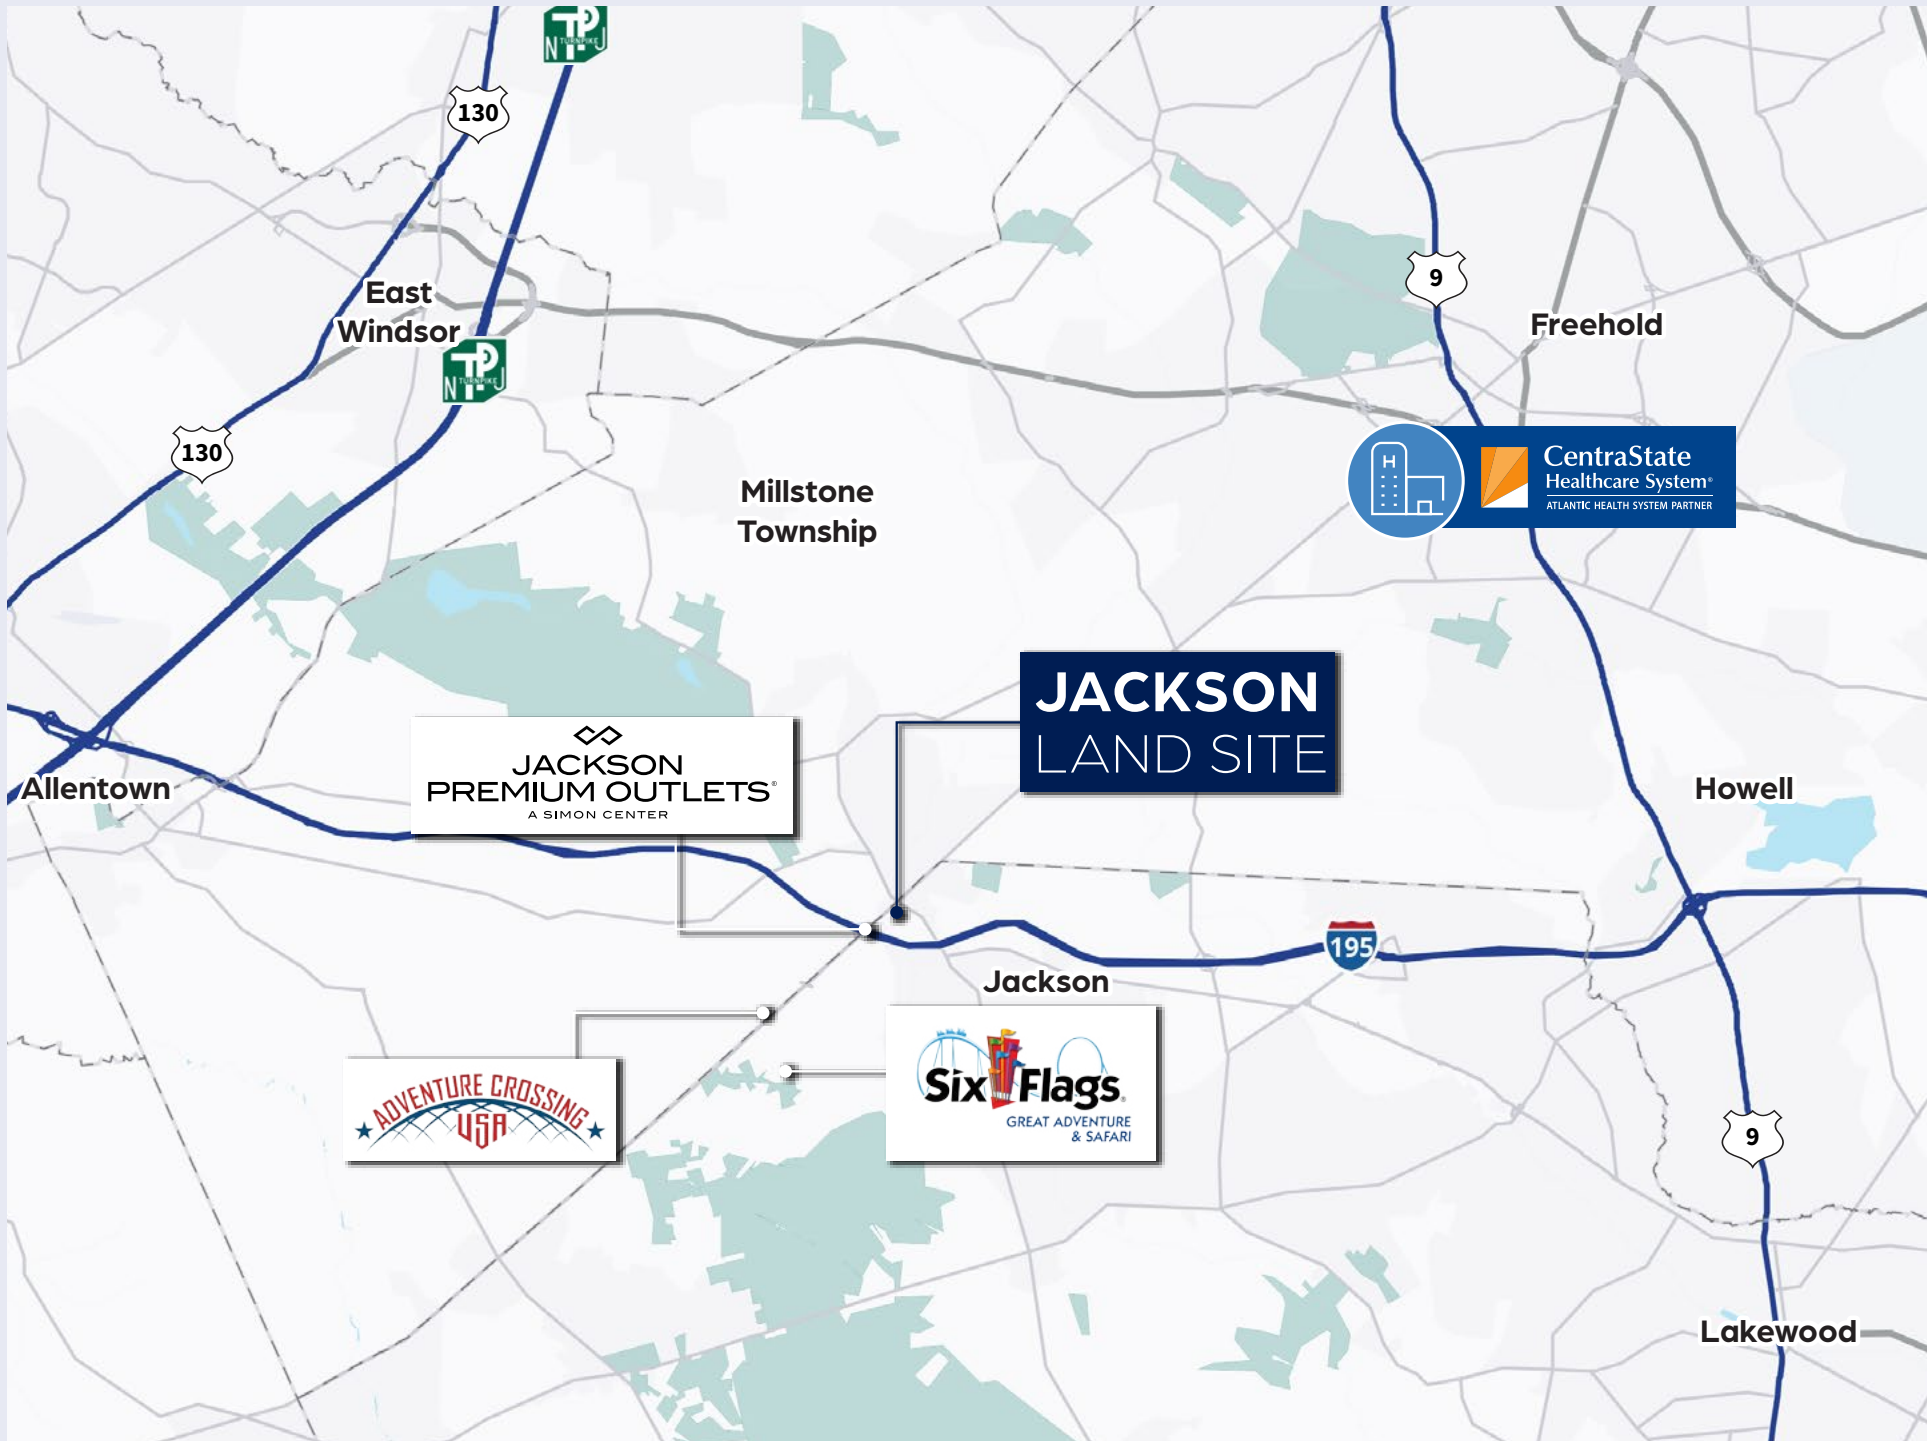 N TURNPIKE J
TP
130
East
Windsor
9
Freehold
N TURNPIKE J
TP
130
H
CentraState
Healthcare System®
ATLANTIC HEALTH SYSTEM PARTNER
Millstone
Township
JACKSON
LAND SITE
JACKSON
PREMIUM OUTLETS®
A SIMON CENTER
Allentown
Howell
195
Jackson
Six Flags
GREAT ADVENTURE
& SAFARI
ADVENTURE CROSSING
USA
9
Lakewood